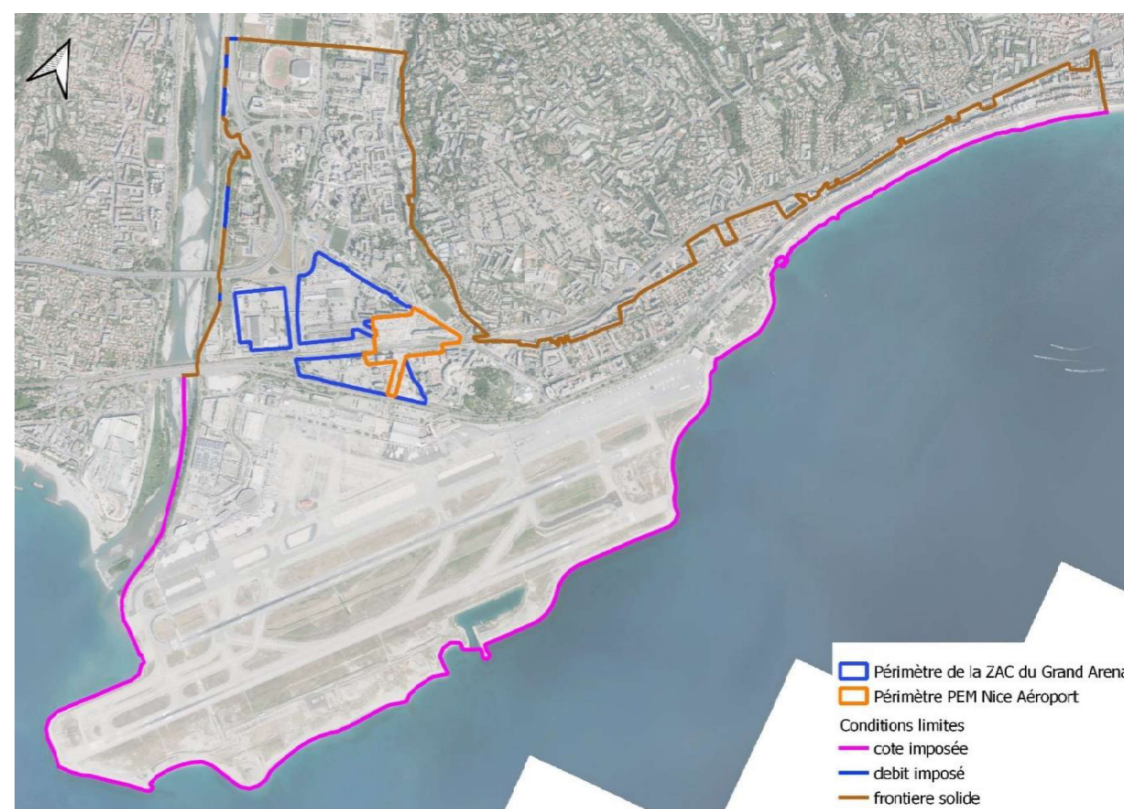 Périmètre de la ZAC du Grand Arena
Périmètre PEM Nice Aéroport
Conditions limites
cote imposée
debit imposé
frontiere solide